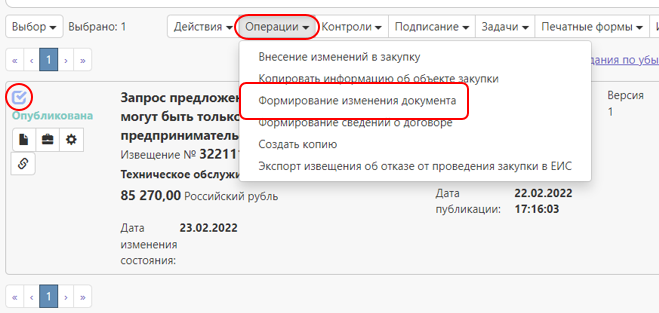 Выбор Выбрано: 1 Действия Операции Контроли Подписание Задачи Печатные формы
« ‹ 1 › »
Внесение изменений в закупку
Копировать информацию об объекте закупки
Формирование изменения документа
Формирование сведений о договоре
Создать копию
Экспорт извещения об отказе от проведения закупки в ЕИС
дания по убы
Опубликована
Запрос предложен
могут быть только
предпринимател
Извещение № 32211
Техническое обслужи
85 270,00 Российский рубль
Дата изменения состояния: 23.02.2022
Дата публикации: 22.02.2022 17:16:03
Версия
1
« ‹ 1 › »